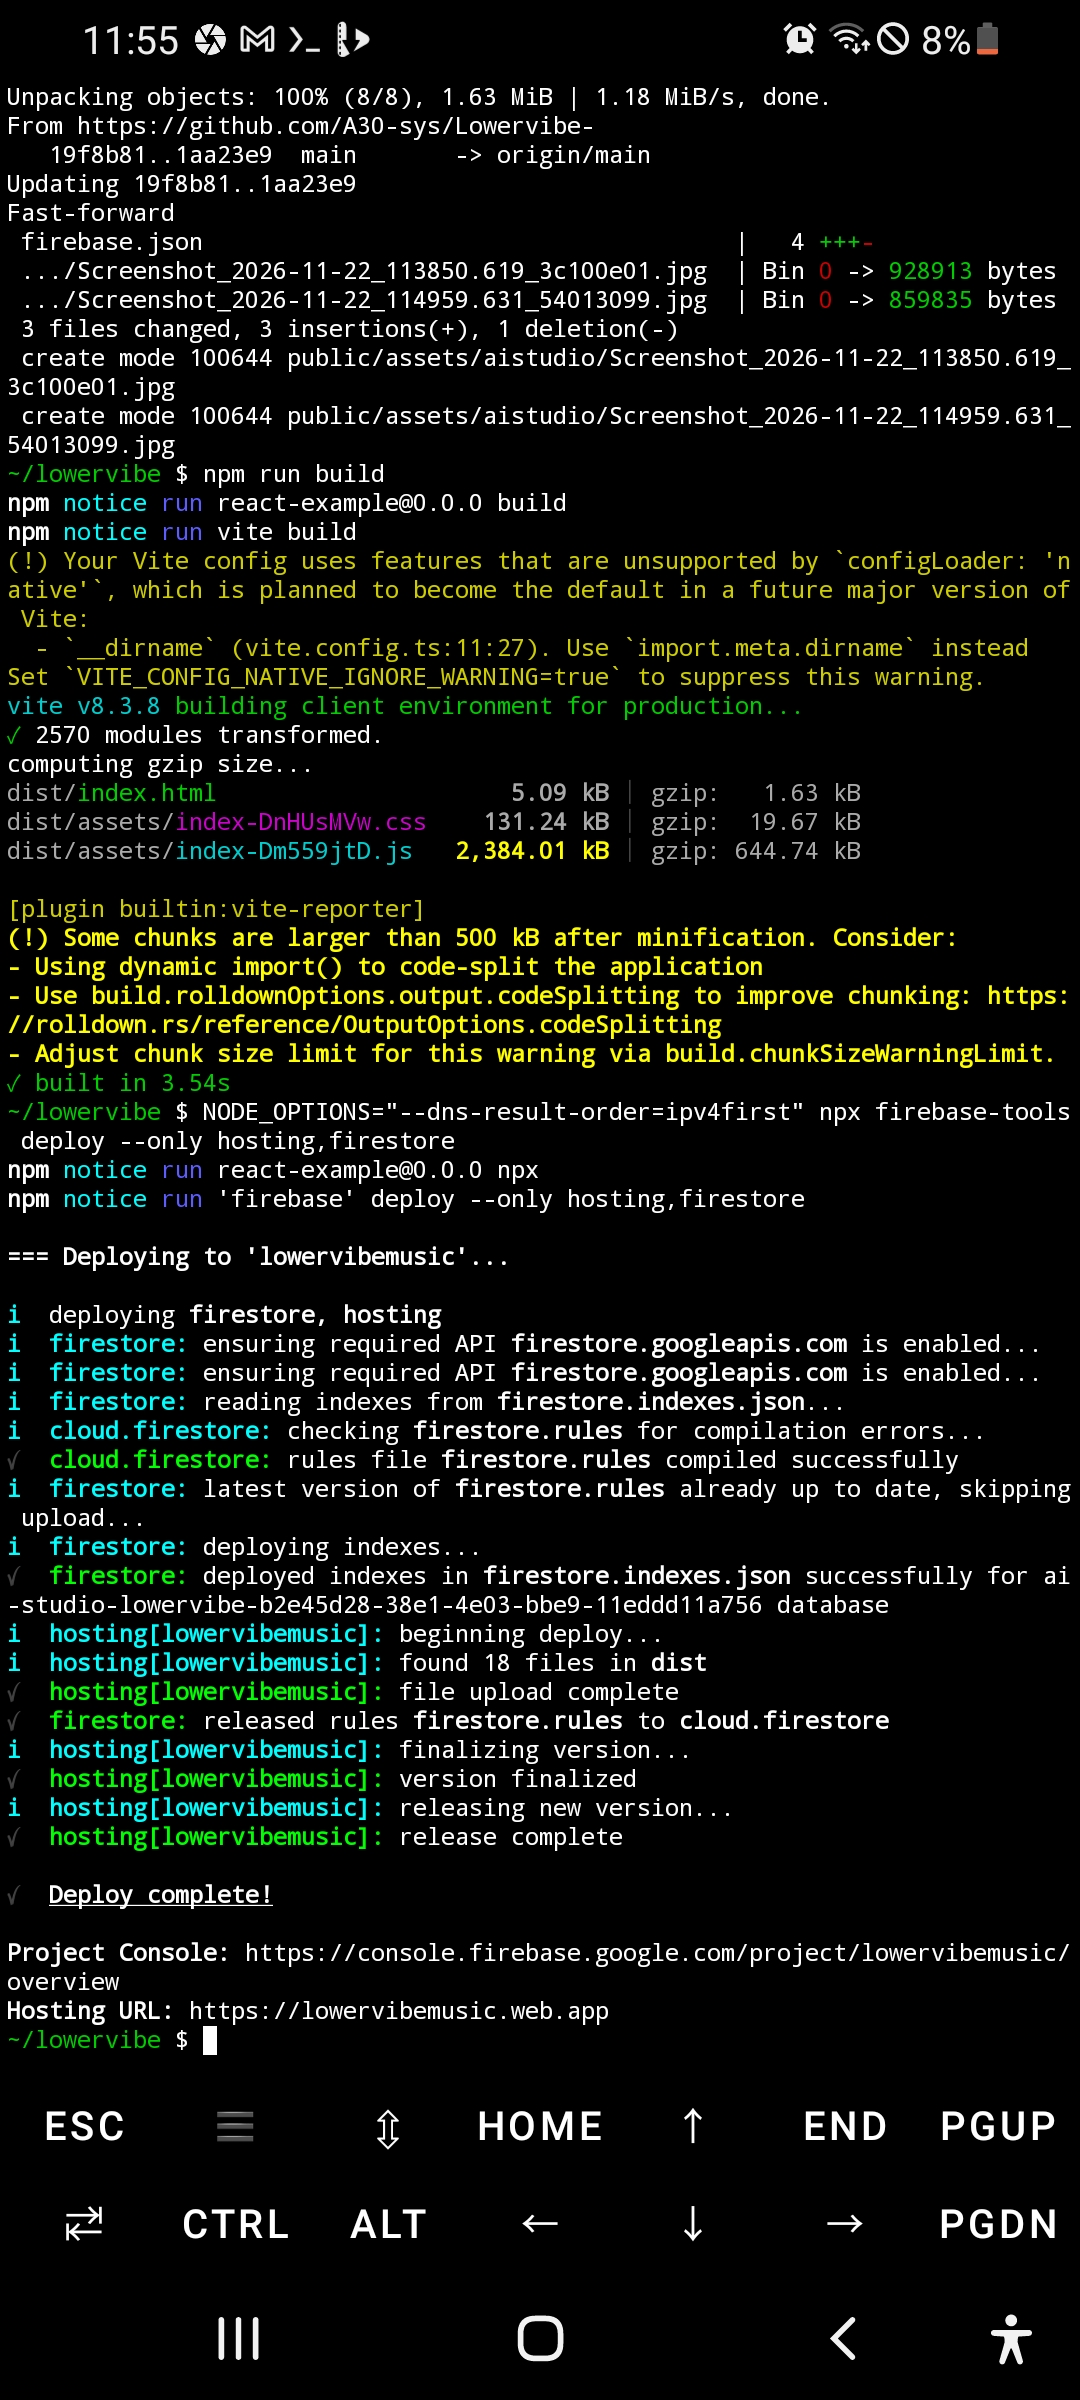 11:55 8%
Unpacking objects: 100% (8/8), 1.63 MiB | 1.18 MiB/s, done.
From https://github.com/A30-sys/Lowervibe-
   19f8b81..1aa23e9  main       -> origin/main
Updating 19f8b81..1aa23e9
Fast-forward
 firebase.json                                      |   4 +++-
 .../Screenshot_2026-11-22_113850.619_3c100e01.jpg  | Bin 0 -> 928913 bytes
 .../Screenshot_2026-11-22_114959.631_54013099.jpg  | Bin 0 -> 859835 bytes
 3 files changed, 3 insertions(+), 1 deletion(-)
 create mode 100644 public/assets/aistudio/Screenshot_2026-11-22_113850.619_
3c100e01.jpg
 create mode 100644 public/assets/aistudio/Screenshot_2026-11-22_114959.631_
54013099.jpg
~/lowervibe $ npm run build
npm notice run react-example@0.0.0 build
npm notice run vite build
(!) Your Vite config uses features that are unsupported by `configLoader: 'n
ative'`, which is planned to become the default in a future major version of
 Vite:
  - `__dirname` (vite.config.ts:11:27). Use `import.meta.dirname` instead
Set `VITE_CONFIG_NATIVE_IGNORE_WARNING=true` to suppress this warning.
vite v8.3.8 building client environment for production...
✓ 2570 modules transformed.
computing gzip size...
dist/index.html                     5.09 kB │ gzip:   1.63 kB
dist/assets/index-DnHUsMVw.css    131.24 kB │ gzip:  19.67 kB
dist/assets/index-Dm559jtD.js   2,384.01 kB │ gzip: 644.74 kB
[plugin builtin:vite-reporter]
(!) Some chunks are larger than 500 kB after minification. Consider:
- Using dynamic import() to code-split the application
- Use build.rolldownOptions.output.codeSplitting to improve chunking: https:
//rolldown.rs/reference/OutputOptions.codeSplitting
- Adjust chunk size limit for this warning via build.chunkSizeWarningLimit.
✓ built in 3.54s
~/lowervibe $ NODE_OPTIONS="--dns-result-order=ipv4first" npx firebase-tools
 deploy --only hosting,firestore
npm notice run react-example@0.0.0 npx
npm notice run 'firebase' deploy --only hosting,firestore
=== Deploying to 'lowervibemusic'...
i  deploying firestore, hosting
i  firestore: ensuring required API firestore.googleapis.com is enabled...
i  firestore: ensuring required API firestore.googleapis.com is enabled...
i  firestore: reading indexes from firestore.indexes.json...
i  cloud.firestore: checking firestore.rules for compilation errors...
√  cloud.firestore: rules file firestore.rules compiled successfully
i  firestore: latest version of firestore.rules already up to date, skipping
 upload...
i  firestore: deploying indexes...
√  firestore: deployed indexes in firestore.indexes.json successfully for ai
-studio-lowervibe-b2e45d28-38e1-4e03-bbe9-11eddd11a756 database
i  hosting[lowervibemusic]: beginning deploy...
i  hosting[lowervibemusic]: found 18 files in dist
√  hosting[lowervibemusic]: file upload complete
√  firestore: released rules firestore.rules to cloud.firestore
i  hosting[lowervibemusic]: finalizing version...
√  hosting[lowervibemusic]: version finalized
i  hosting[lowervibemusic]: releasing new version...
√  hosting[lowervibemusic]: release complete
√  Deploy complete!
Project Console: https://console.firebase.google.com/project/lowervibemusic/
overview
Hosting URL: https://lowervibemusic.web.app
~/lowervibe $
ESC ☰ ⇳ HOME ↑ END PGUP
⇄ CTRL ALT ← ↓ → PGDN